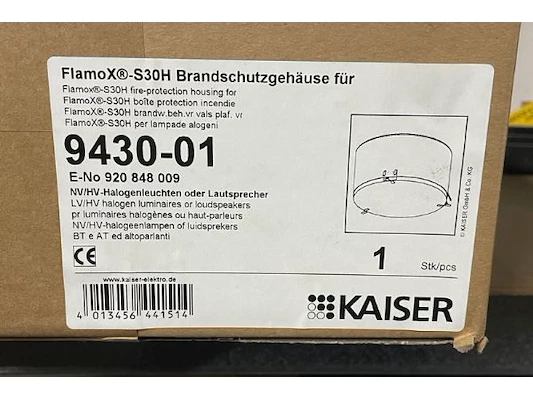 FlamoX®-S30H Brandschutzgehäuse für
Flamox®-S30H fire-protection housing for
FlamoX®-S30H boîte protection incendie
FlamoX®-S30H brandw.beh.vr vals plaf. vr
FlamoX®-S30H per lampade alogeni
9430-01
E-No 920 848 009
NV/HV-Halogenleuchten oder Lautsprecher
LV/HV halogen luminaires or loudspeakers
pr luminaires halogènes ou haut-parleurs
NV/HV-halogeenlampen of luidsprekers
BT e AT ed altoparlanti
© KAISER GmbH & Co. KG
CE
1 Stk/pcs
www.kaiser-elektro.de
4 013456 441514
KAISER